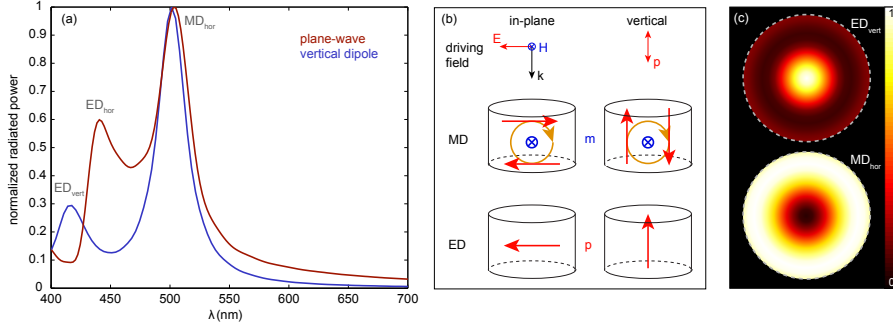 (a)
MD_hor
plane-wave
vertical dipole
ED_hor
ED_vert
normalized radiated power
1
0.9
0.8
0.7
0.6
0.5
0.4
0.3
0.2
0.1
0
400
450
500
550
600
650
700
λ(nm)
(b)
in-plane
vertical
driving
field
E
H
k
p
MD
m
ED
p
(c)
ED_vert
MD_hor
1
0